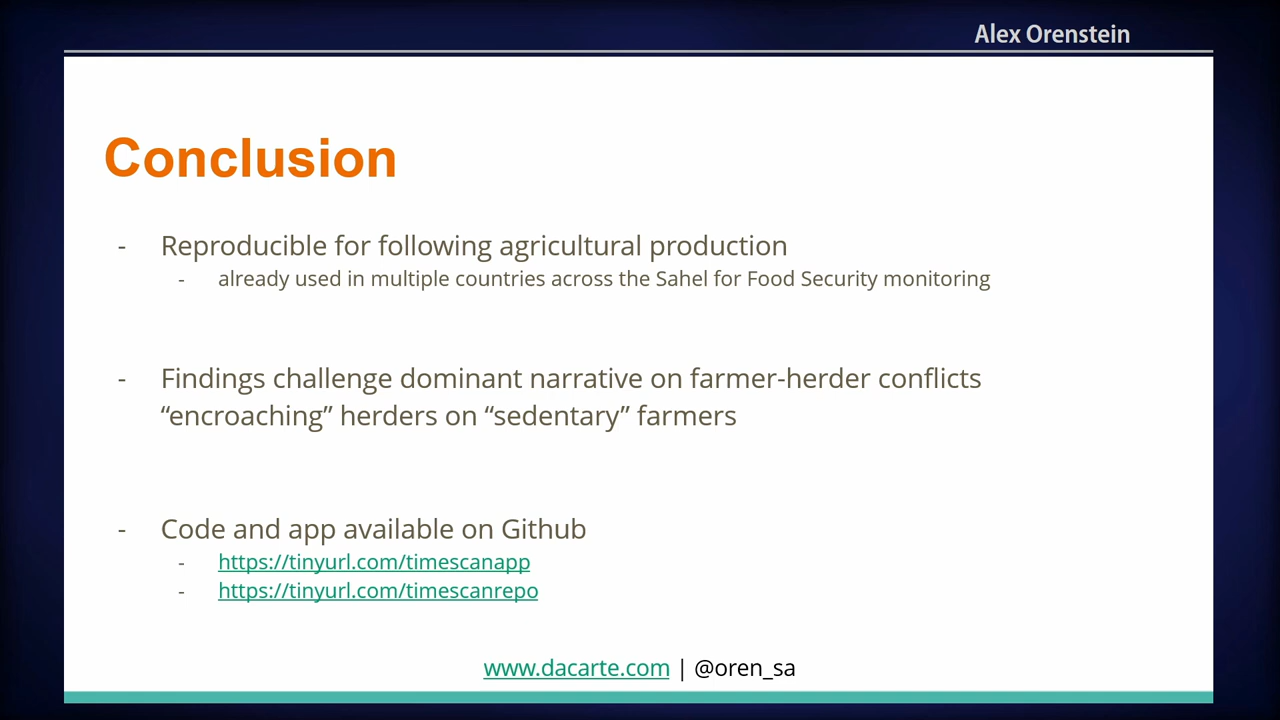 Alex Orenstein
Conclusion
- Reproducible for following agricultural production
- already used in multiple countries across the Sahel for Food Security monitoring
- Findings challenge dominant narrative on farmer-herder conflicts
“encroaching” herders on “sedentary” farmers
- Code and app available on Github
- https://tinyurl.com/timescanapp
- https://tinyurl.com/timescanrepo
www.dacarte.com | @oren_sa